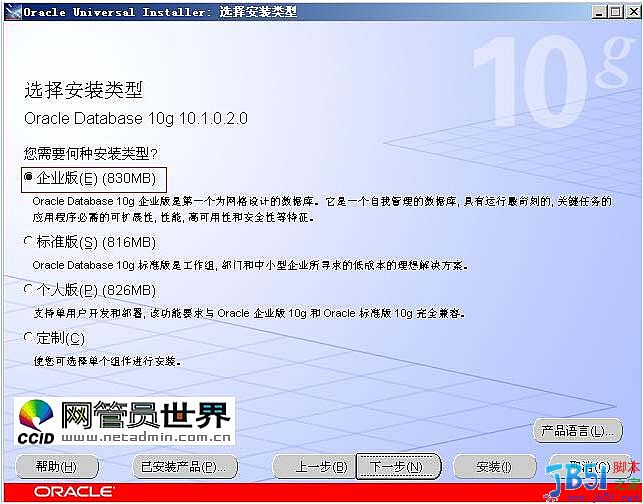 Oracle Universal Installer: 选择安装类型
10g
选择安装类型
Oracle Database 10g 10.1.0.2.0
您需要何种安装类型?
企业版(E) (830MB)
Oracle Database 10g 企业版是第一个为网格设计的数据库。它是一个自我管理的数据库, 具有运行最前刻的, 关键任务的
应用程序必需的可扩展性, 性能, 高可用性和安全性等特征。
标准版(S) (816MB)
Oracle Database 10g 标准版是工作组, 部门和中小型企业所寻求的低成本的理想解决方案。
个人版(P) (826MB)
支持单用户开发和部署, 该功能要求与 Oracle 企业版 10g 和 Oracle 标准版 10g 完全兼容。
定制(C)
使您可选择单个组件进行安装。
CCID 网管员世界
www.netadmin.com.cn
产品语言(L)...
帮助(H) 已安装产品(P)... 上一步(B) 下一步(N) 安装(I) 取消(C)
ORACLE
JB51 脚本